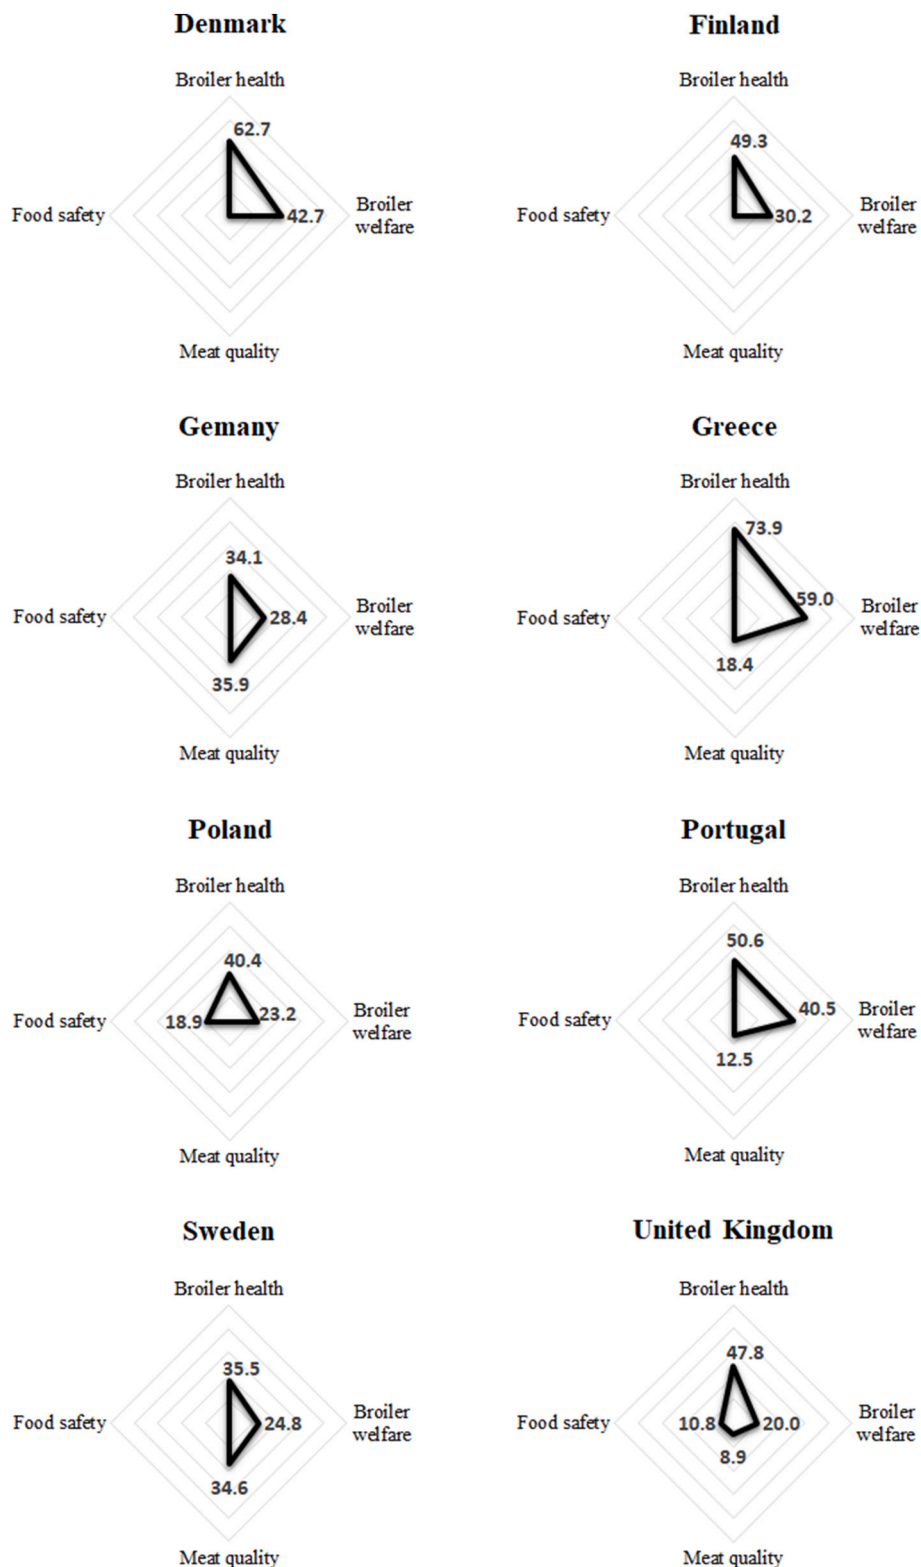 Denmark
Broiler health
62.7
Food safety
42.7
Broiler
welfare
Meat quality
Finland
Broiler health
49.3
Food safety
30.2
Broiler
welfare
Meat quality
Gemany
Broiler health
34.1
Food safety
28.4
Broiler
welfare
35.9
Meat quality
Greece
Broiler health
73.9
Food safety
59.0
Broiler
welfare
18.4
Meat quality
Poland
Broiler health
40.4
Food safety
18.9
23.2
Broiler
welfare
Meat quality
Portugal
Broiler health
50.6
Food safety
40.5
Broiler
welfare
12.5
Meat quality
Sweden
Broiler health
35.5
Food safety
24.8
Broiler
welfare
34.6
Meat quality
United Kingdom
Broiler health
47.8
Food safety
10.8
20.0
Broiler
welfare
8.9
Meat quality